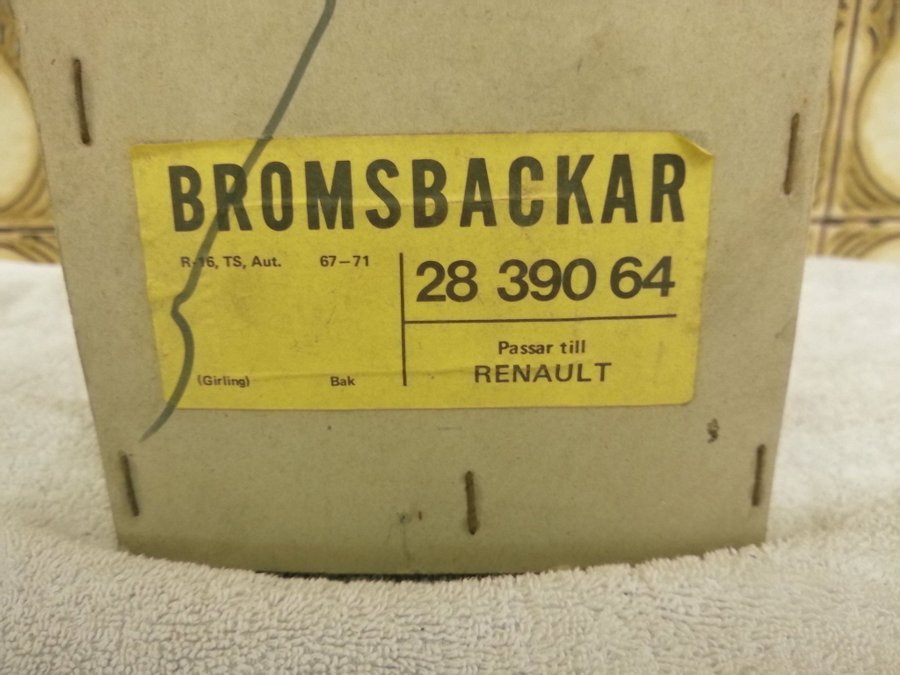 BROMSBACKAR
R-16, TS, Aut. 67—71
28 390 64
Passar till
RENAULT
(Girling) Bak